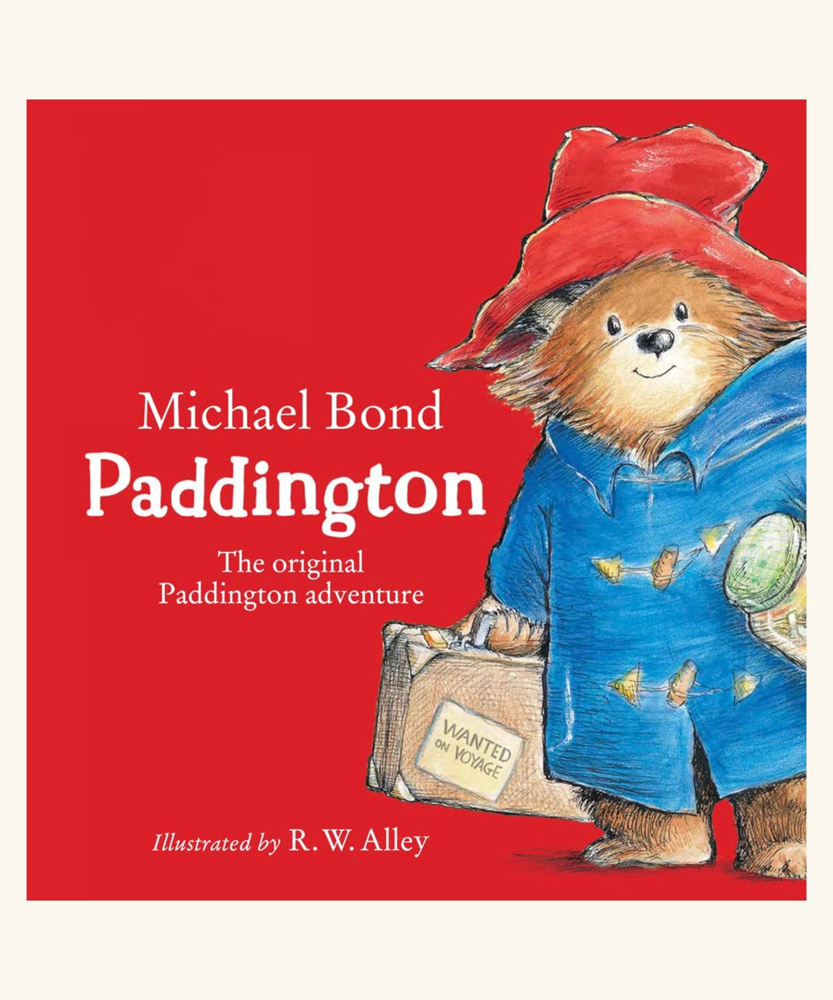 Michael Bond
Paddington
The original
Paddington adventure
WANTED
ON VOYAGE
Illustrated by R. W. Alley